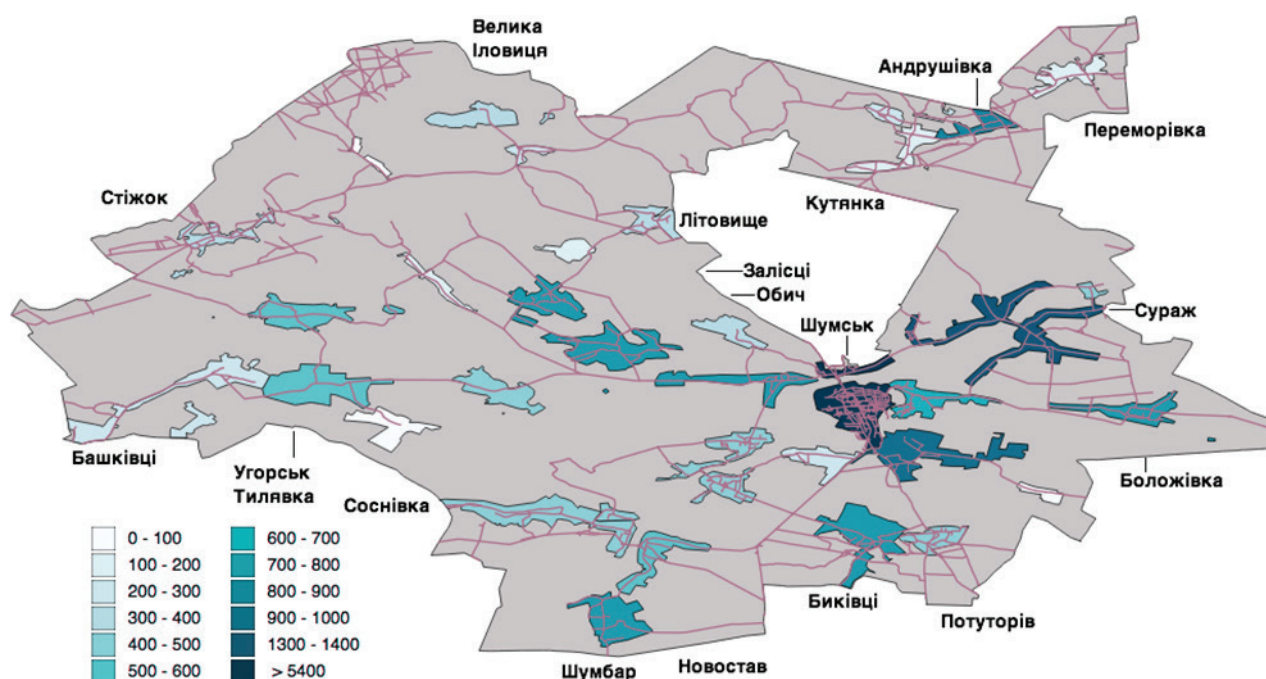 Велика
Іловиця
Андрушівка
Переморівка
Стіжок
Кутянка
Літовище
Залісці
Обич
Шумськ
Сураж
Башківці
Угорськ
Тилявка
Соснівка
Боложівка
Биківці
Потуторів
Шумбар
Новостав
0 - 100
100 - 200
200 - 300
300 - 400
400 - 500
500 - 600
600 - 700
700 - 800
800 - 900
900 - 1000
1300 - 1400
> 5400